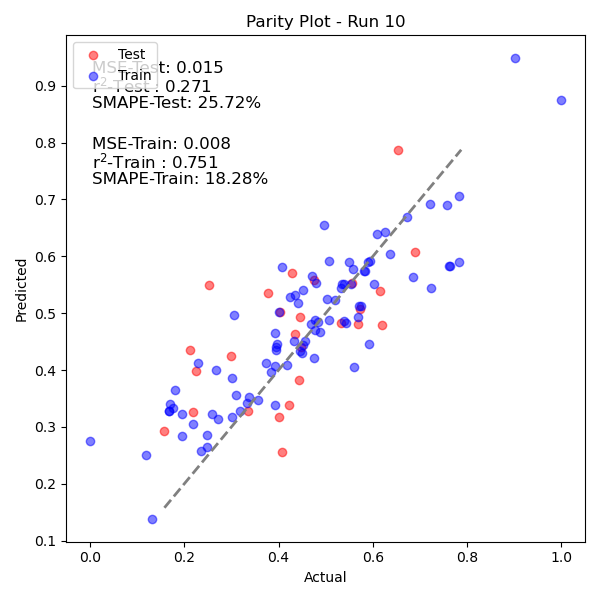 Parity Plot - Run 10
Test
Train
MSE-Test: 0.015
r²-Test : 0.271
SMAPE-Test: 25.72%
MSE-Train: 0.008
r²-Train : 0.751
SMAPE-Train: 18.28%
Predicted
0.9
0.8
0.7
0.6
0.5
0.4
0.3
0.2
0.1
0.0 0.2 0.4 0.6 0.8 1.0
Actual